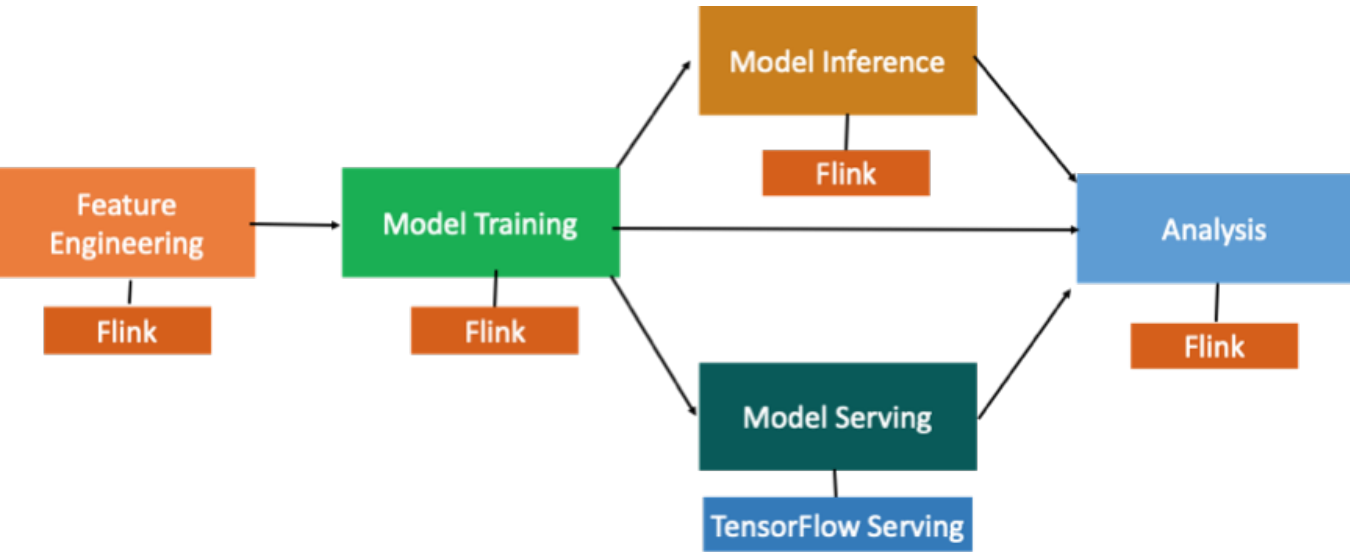 Model Inference
Flink
Feature
Engineering
Flink
Model Training
Flink
Analysis
Flink
Model Serving
TensorFlow Serving